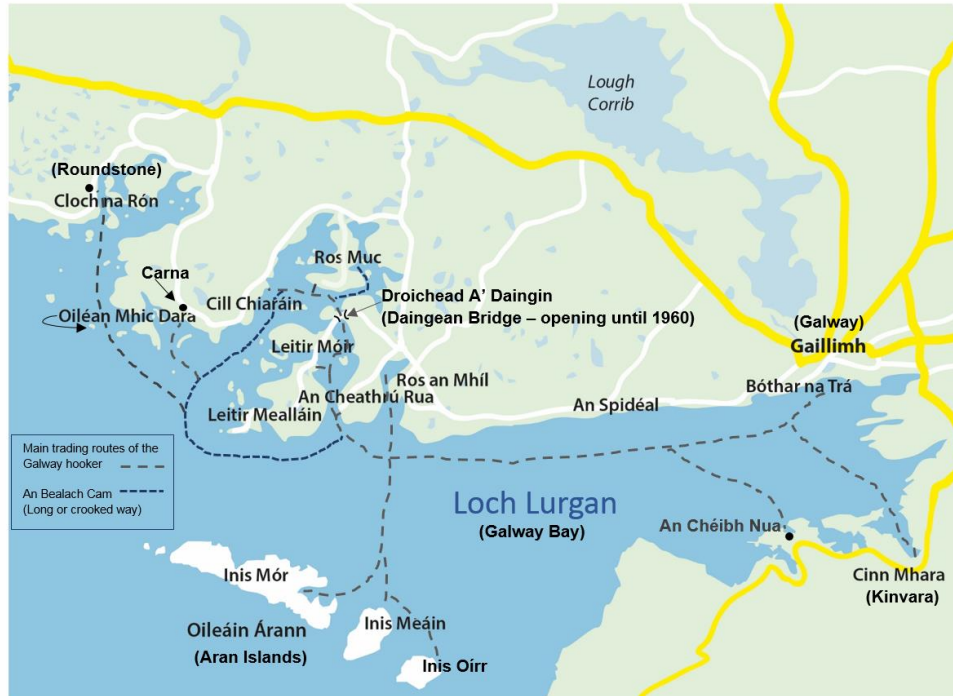 Lough
Corrib
(Roundstone)
Cloch na Rón
Ros Muc
Carna
Cill Chiaráin
Droichead A' Daingin
(Daingean Bridge – opening until 1960)
Oileán Mhic Dara
(Galway)
Gaillimh
Leitir Móir
Ros an Mhíl
Bóthar na Trá
An Cheathrú Rua
An Spidéal
Leitir Mealláin
Main trading routes of the
Galway hooker
An Bealach Cam
(Long or crooked way)
Loch Lurgan
(Galway Bay)
An Chéibh Nua
Inis Mór
Cinn Mhara
(Kinvara)
Oileáin Árann
(Aran Islands)
Inis Meáin
Inis Oírr